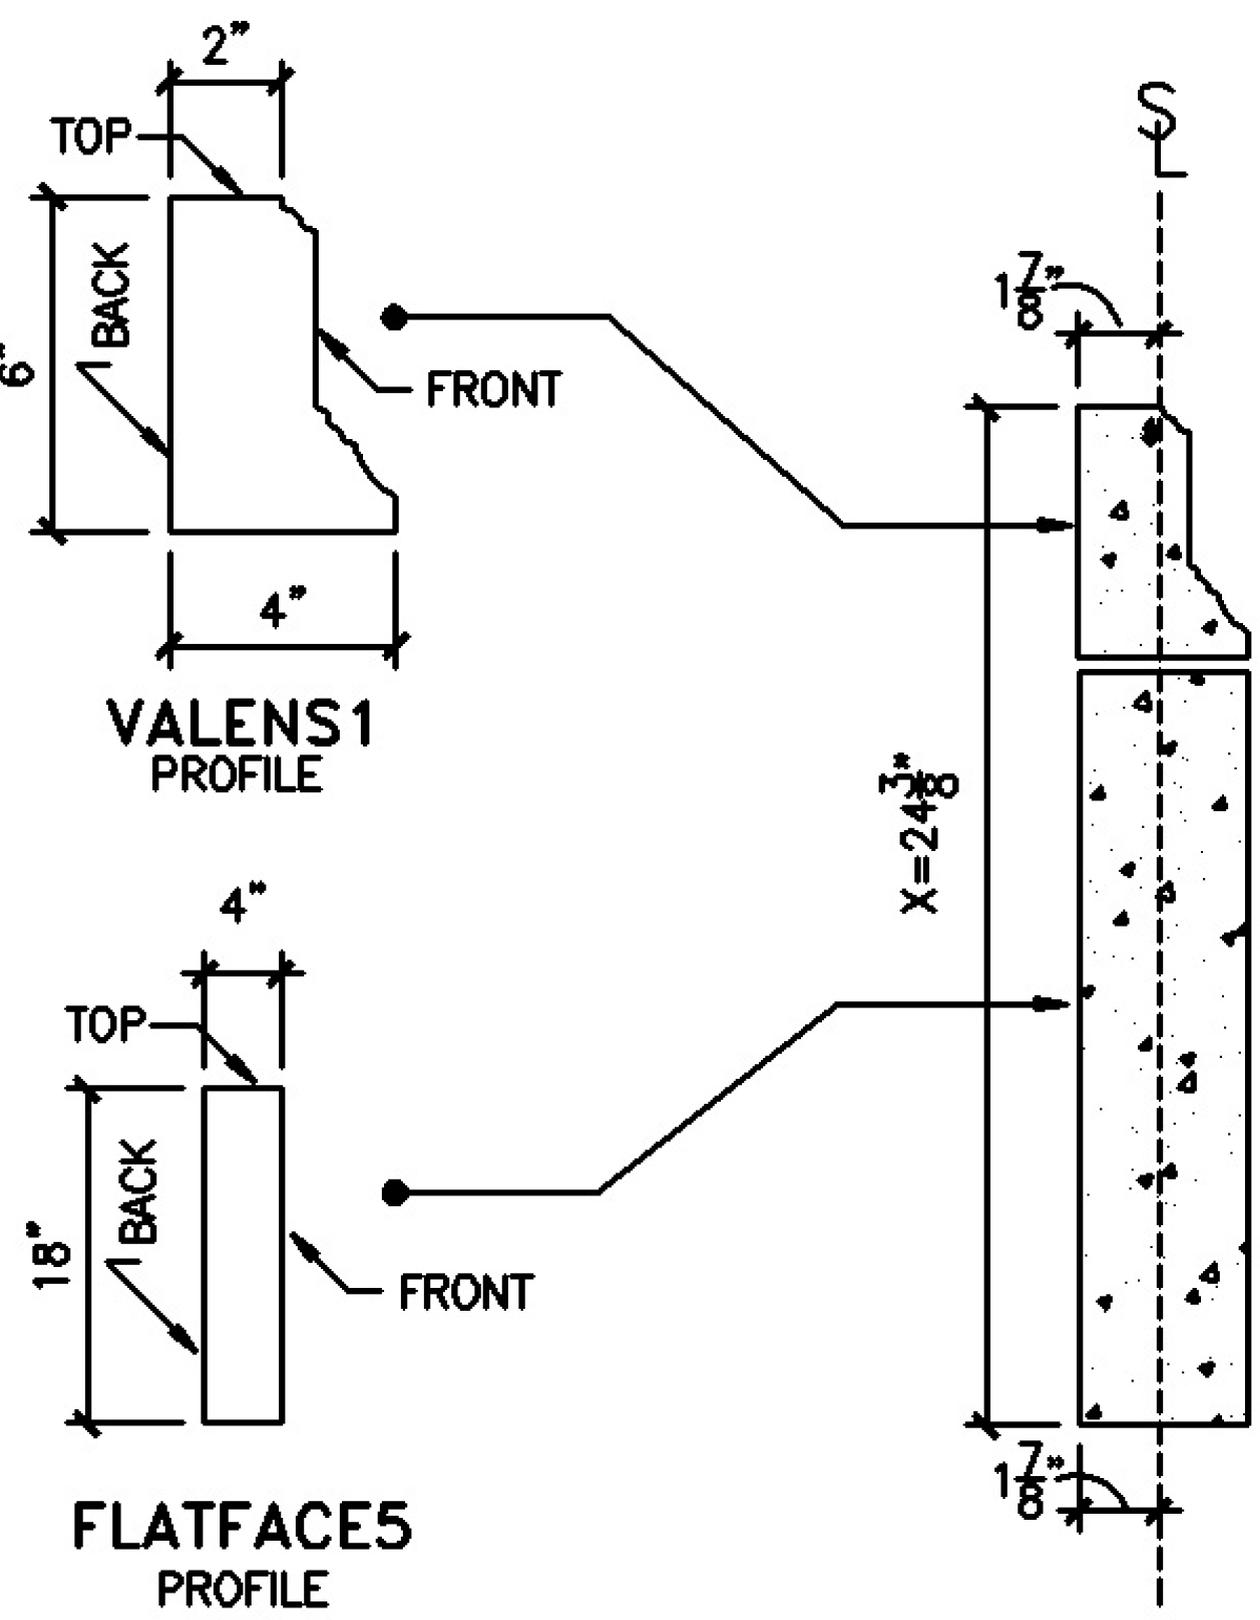 2"
TOP
BACK
6"
FRONT
4"
VALENS1
PROFILE
4"
TOP
BACK
18"
FRONT
FLATFACE5
PROFILE
SL
1 7/8"
X=24 3/8"
1 7/8"